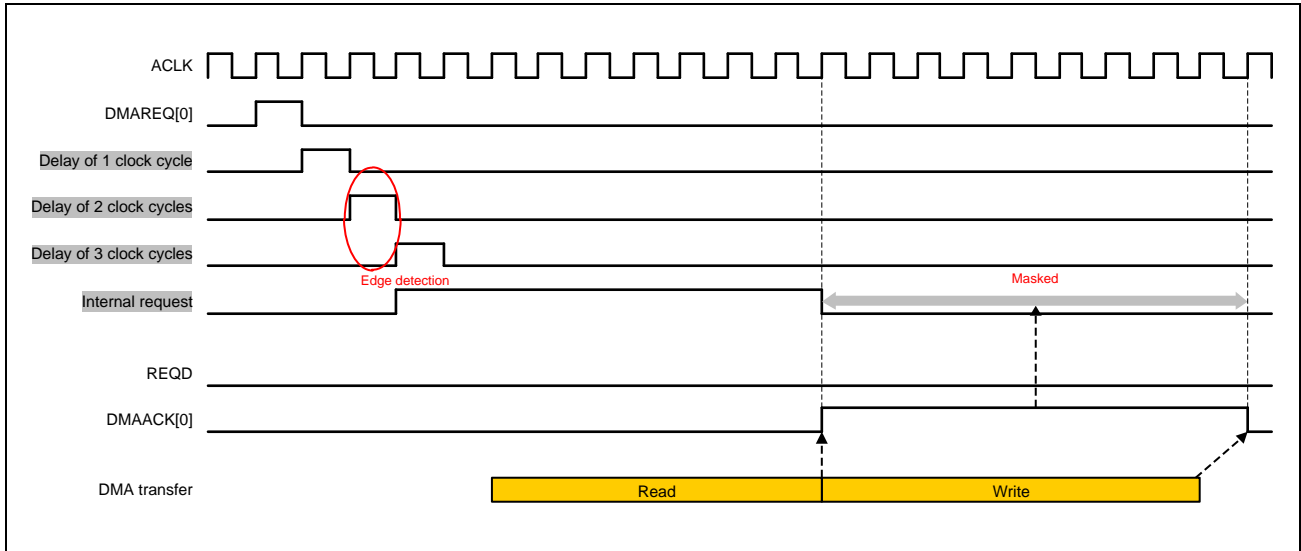 ACLK
DMAREQ[0]
Delay of 1 clock cycle
Delay of 2 clock cycles
Delay of 3 clock cycles
Edge detection
Masked
Internal request
REQD
DMAACK[0]
DMA transfer
Read
Write